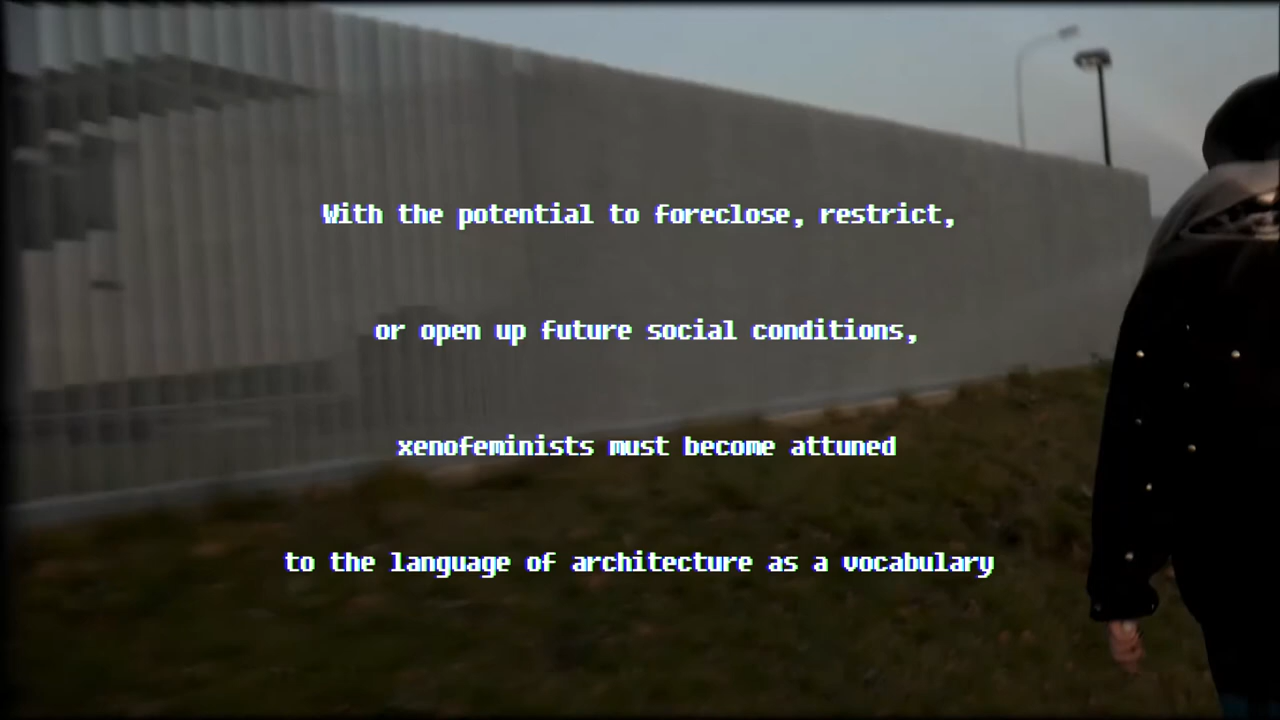 With the potential to foreclose, restrict,
or open up future social conditions,
xenofeminists must become attuned
to the language of architecture as a vocabulary